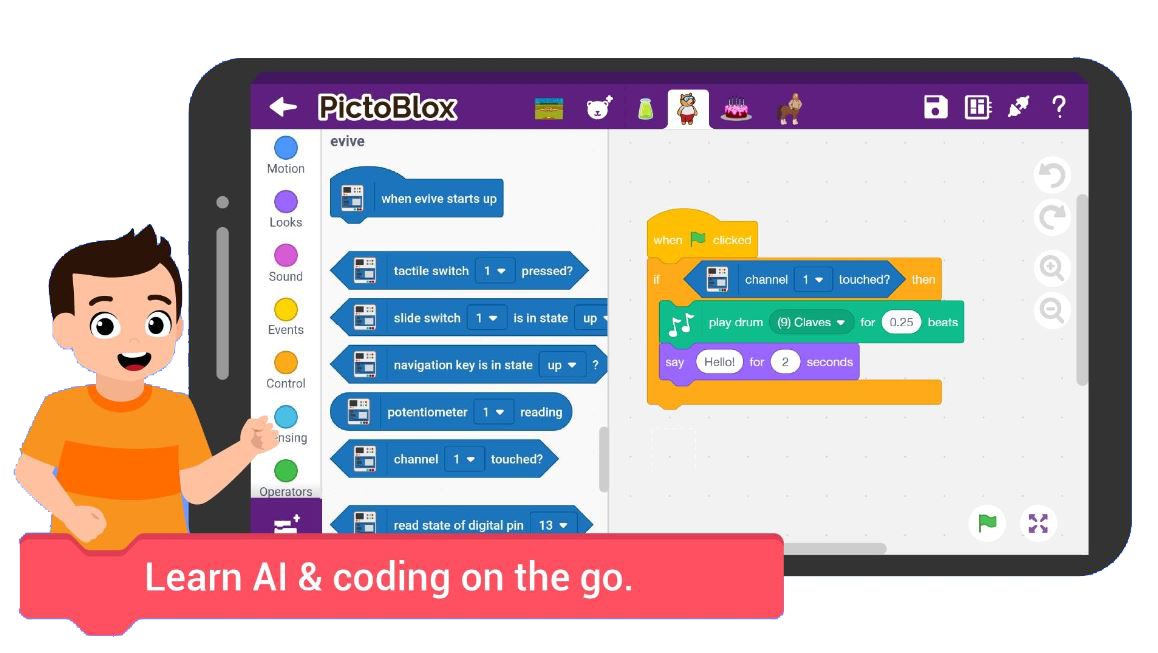 PictoBlox
?
evive
Motion
Looks
Sound
Events
Control
nsing
Operators
when evive starts up
tactile switch 1 pressed?
slide switch 1 is in state up
navigation key is in state up ?
potentiometer 1 reading
channel 1 touched?
read state of digital pin 13
when clicked
if channel 1 touched? then
play drum (9) Claves for 0.25 beats
say Hello! for 2 seconds
Learn AI & coding on the go.